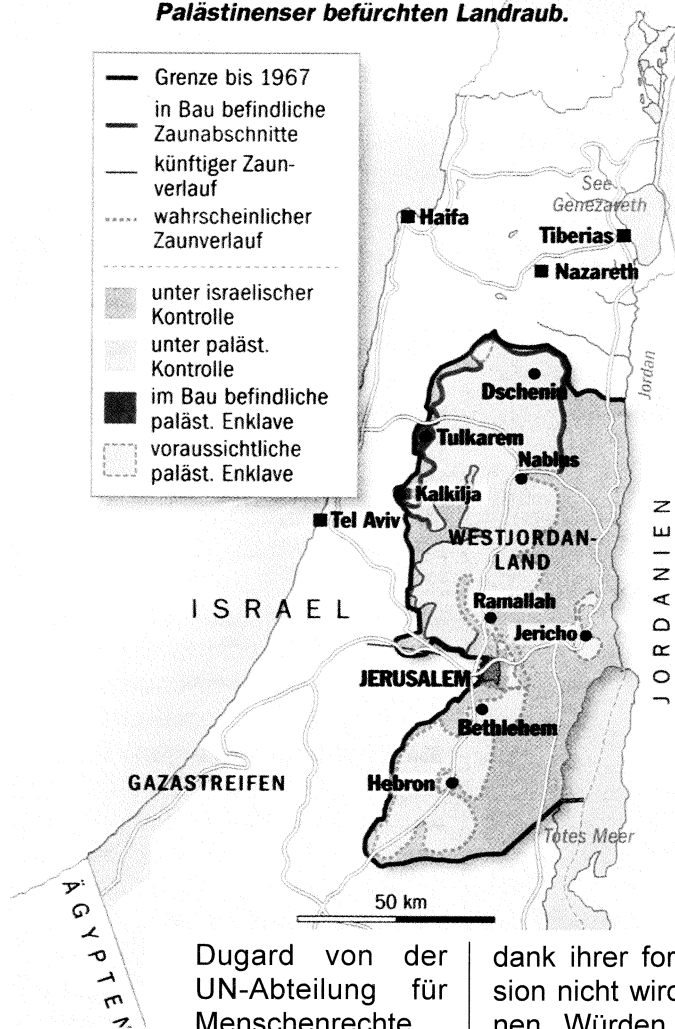 Palästinenser befürchten Landraub.
Grenze bis 1967
in Bau befindliche
Zaunabschnitte
künftiger Zaun-
verlauf
wahrscheinlicher
Zaunverlauf
unter israelischer
Kontrolle
unter paläst.
Kontrolle
im Bau befindliche
paläst. Enklave
voraussichtliche
paläst. Enklave
See
Genezareth
Haifa
Tiberias
Nazareth
Jordan
Dschenin
Tulkarem
Nablus
Kalkilja
Tel Aviv
WESTJORDAN-
LAND
JORDANIEN
ISRAEL
Ramallah
Jericho
JERUSALEM
Bethlehem
GAZASTREIFEN
Hebron
Totes Meer
ÄGYPTEN
50 km
Dugard von der
UN-Abteilung für
Menschenrechte
dank ihrer for
sion nicht wird
nen. Würden